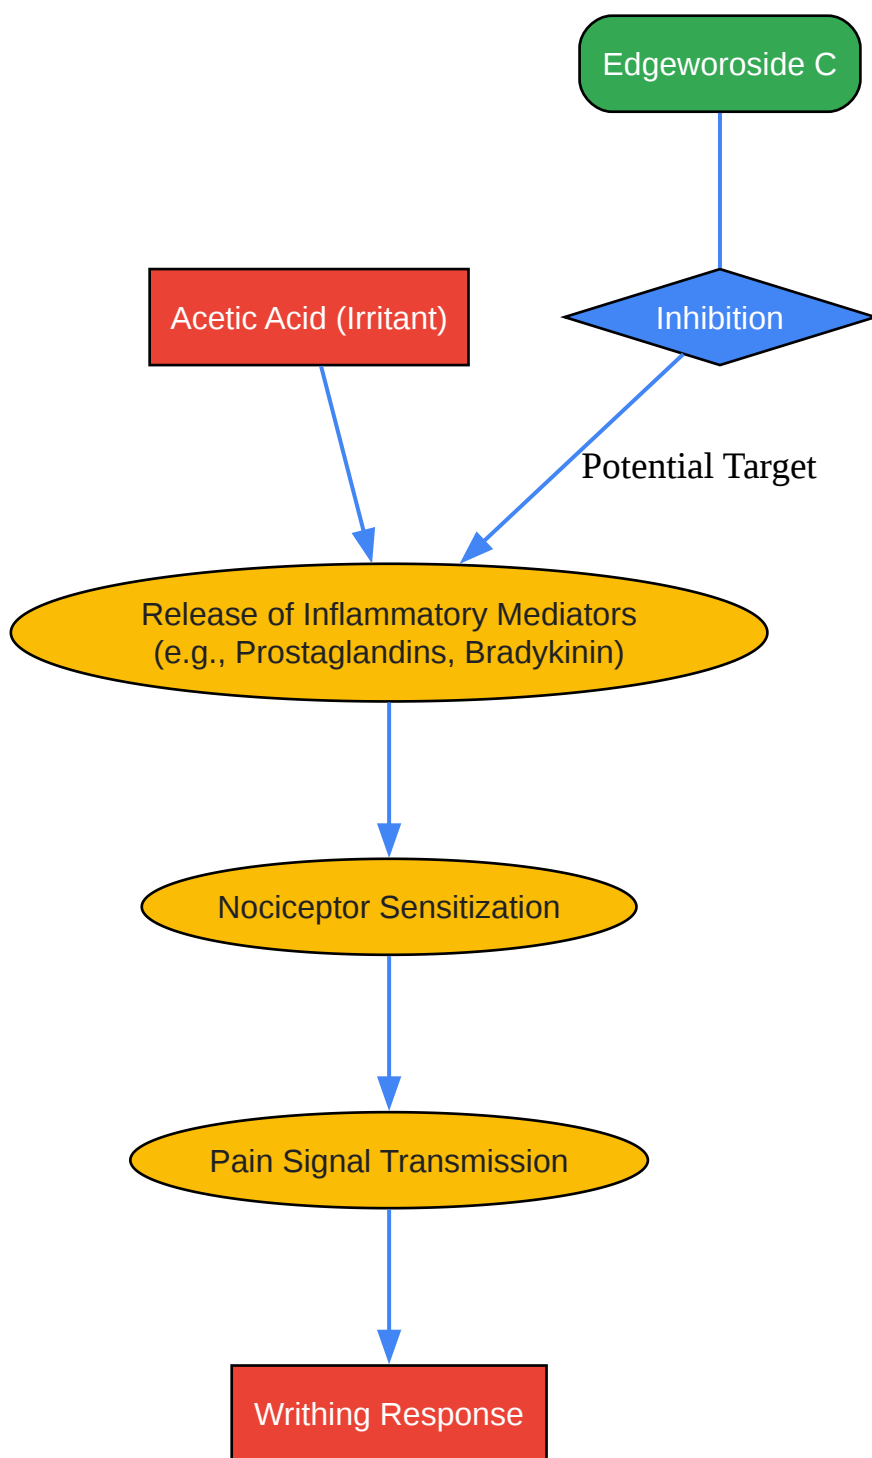 Edgeworoside C
Acetic Acid (Irritant)
Inhibition
Potential Target
Release of Inflammatory Mediators
(e.g., Prostaglandins, Bradykinin)
Nociceptor Sensitization
Pain Signal Transmission
Writhing Response